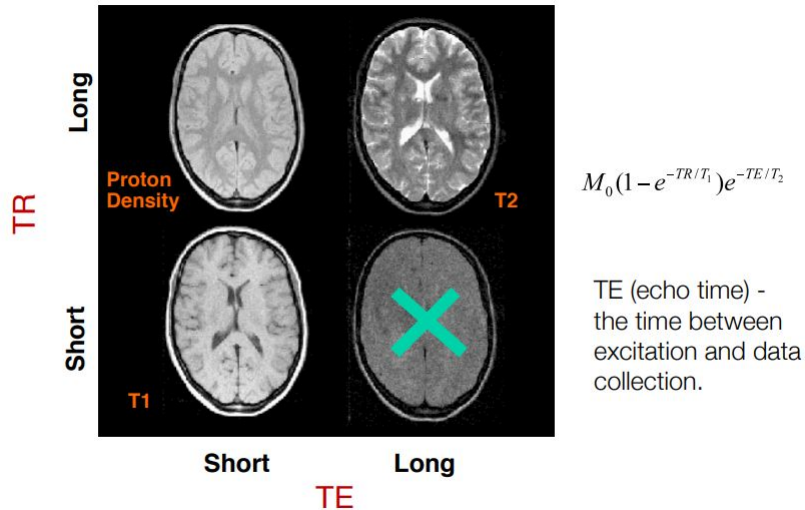 Long
Proton
Density
T2
TR
Short
T1
Short
Long
TE
M₀(1 − e^{−TR/T₁})e^{−TE/T₂}
TE (echo time) -
the time between
excitation and data
collection.